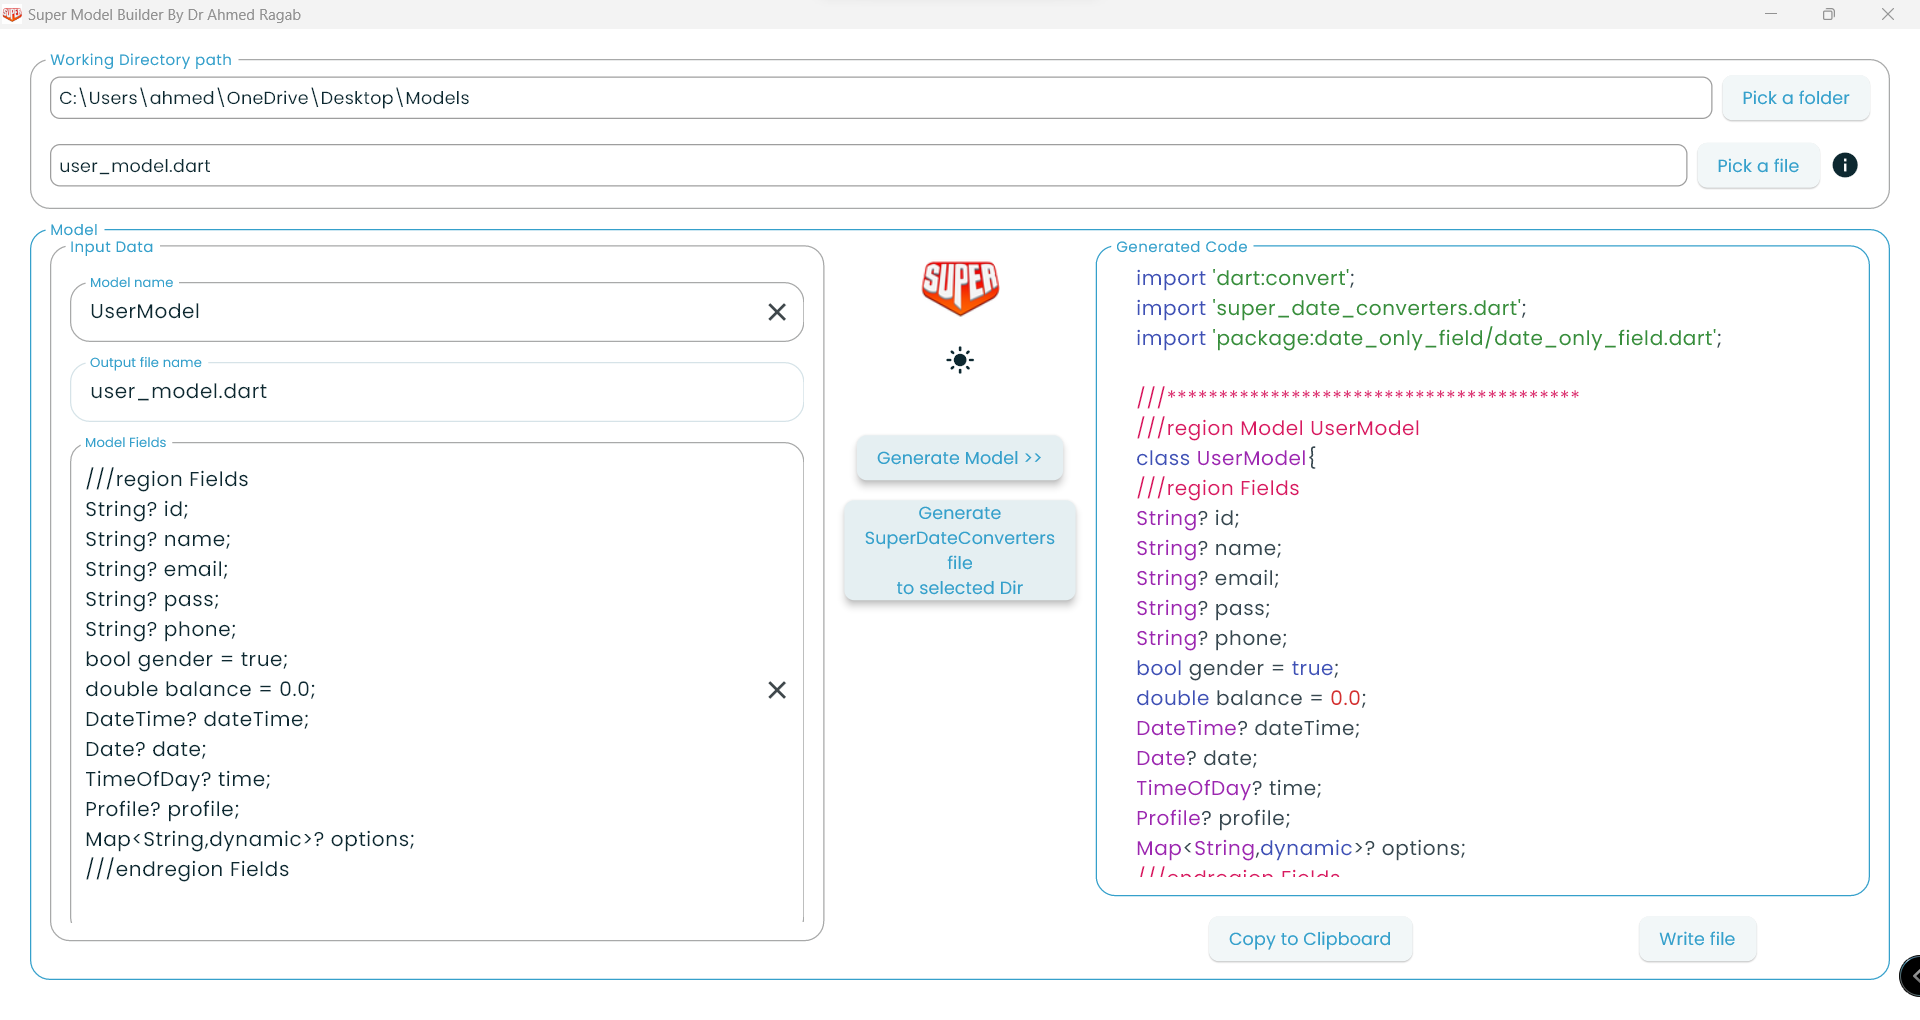 Super Model Builder By Dr Ahmed Ragab
Working Directory path
C:\Users\ahmed\OneDrive\Desktop\Models
Pick a folder
user_model.dart
Pick a file
Model
Input Data
Model name
UserModel
Output file name
user_model.dart
Model Fields
///region Fields
String? id;
String? name;
String? email;
String? pass;
String? phone;
bool gender = true;
double balance = 0.0;
DateTime? dateTime;
Date? date;
TimeOfDay? time;
Profile? profile;
Map<String,dynamic>? options;
///endregion Fields
SUPER
Generate Model >>
Generate
SuperDateConverters
file
to selected Dir
Generated Code
import 'dart:convert';
import 'super_date_converters.dart';
import 'package:date_only_field/date_only_field.dart';
///****************************************
///region Model UserModel
class UserModel{
///region Fields
String? id;
String? name;
String? email;
String? pass;
String? phone;
bool gender = true;
double balance = 0.0;
DateTime? dateTime;
Date? date;
TimeOfDay? time;
Profile? profile;
Map<String,dynamic>? options;
///endregion Fields
Copy to Clipboard
Write file